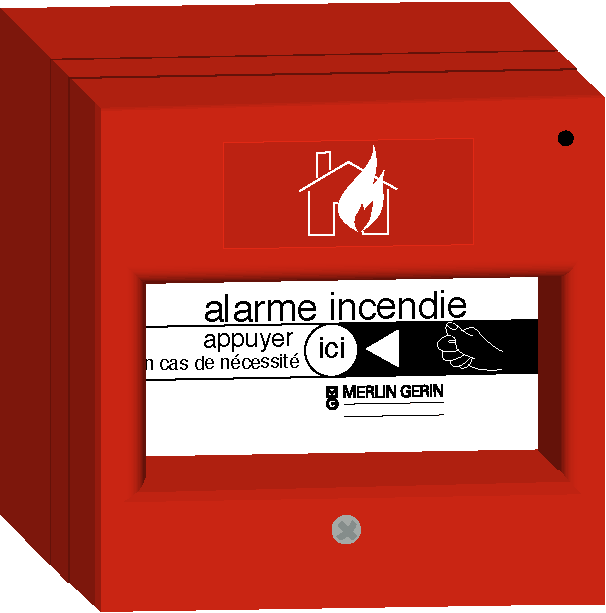 alarme incendie
appuyer
n cas de nécessité
ici
MERLIN GERIN